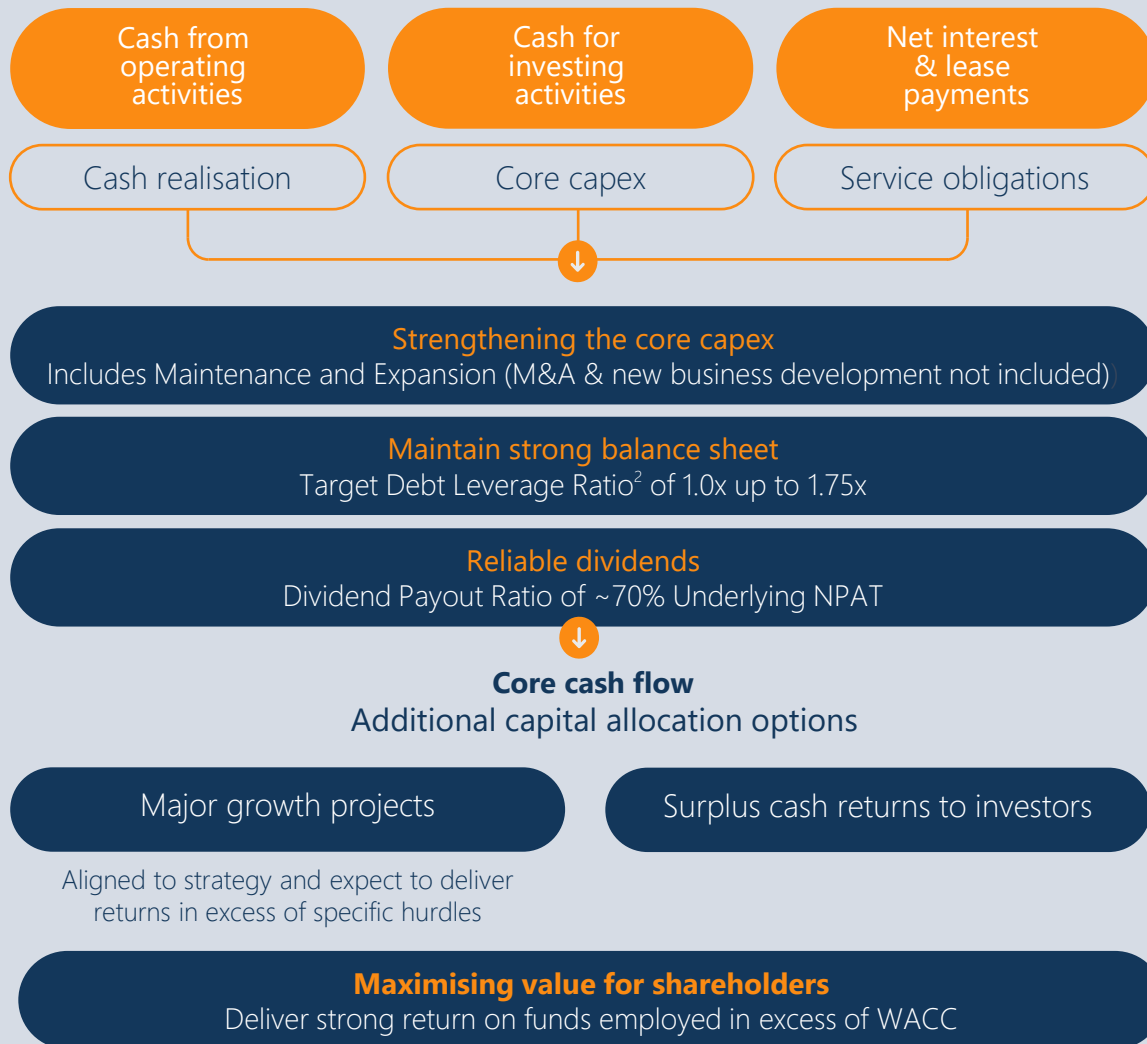 Cash from
operating
activities
Cash for
investing
activities
Net interest
& lease
payments
Cash realisation
Core capex
Service obligations
Strengthening the core capex
Includes Maintenance and Expansion (M&A & new business development not included))
Maintain strong balance sheet
Target Debt Leverage Ratio² of 1.0x up to 1.75x
Reliable dividends
Dividend Payout Ratio of ~70% Underlying NPAT
Core cash flow
Additional capital allocation options
Major growth projects
Surplus cash returns to investors
Aligned to strategy and expect to deliver
returns in excess of specific hurdles
Maximising value for shareholders
Deliver strong return on funds employed in excess of WACC